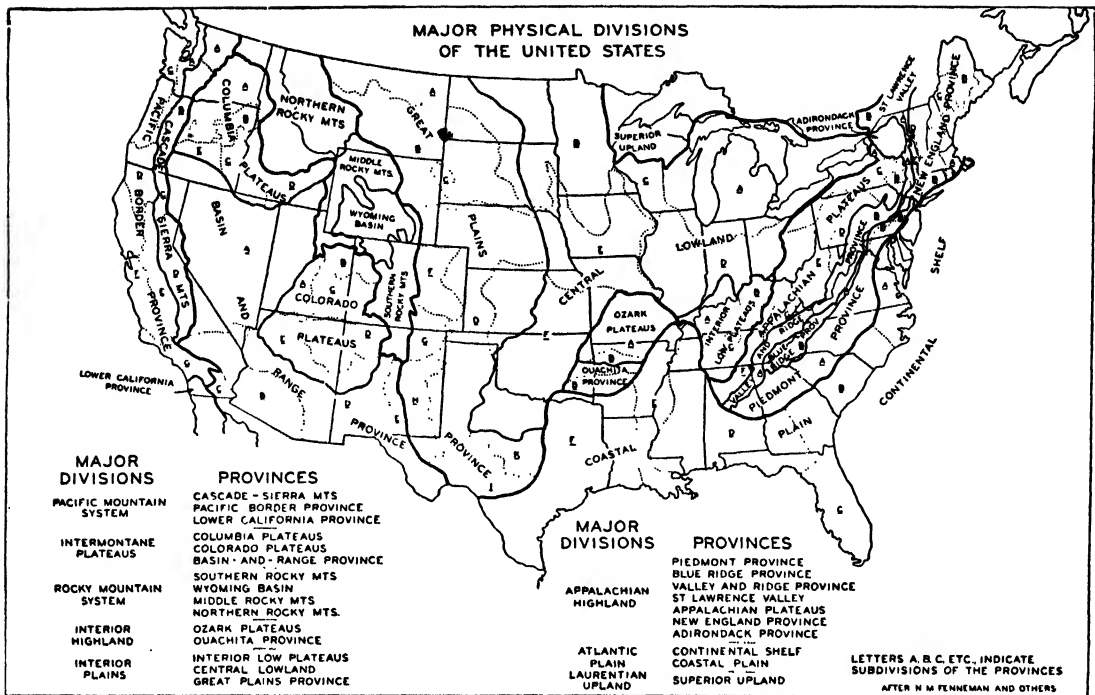 MAJOR PHYSICAL DIVISIONS
OF THE UNITED STATES
PACIFIC
BORDER
PROVINCE
CASCADE
SIERRA MTS
COLUMBIA
PLATEAUS
NORTHERN
ROCKY MTS
MIDDLE
ROCKY MTS.
WYOMING
BASIN
SOUTHERN
ROCKY MTS
BASIN
AND
RANGE
PROVINCE
COLORADO
PLATEAUS
GREAT
PLAINS
PROVINCE
SUPERIOR
UPLAND
CENTRAL
LOWLAND
OZARK
PLATEAUS
OUACHITA
PROVINCE
INTERIOR
LOW PLATEAUS
APPALACHIAN
PLATEAUS
VALLEY
AND
RIDGE
PROVINCE
BLUE
RIDGE
PROV
PIEDMONT
PROVINCE
ADIRONDACK
PROVINCE
ST LAWRENCE
VALLEY
NEW ENGLAND PROVINCE
COASTAL
PLAIN
CONTINENTAL
SHELF
LOWER CALIFORNIA
PROVINCE
MAJOR
DIVISIONS
PROVINCES
PACIFIC MOUNTAIN
SYSTEM
CASCADE - SIERRA MTS
PACIFIC BORDER PROVINCE
LOWER CALIFORNIA PROVINCE
INTERMONTANE
PLATEAUS
COLUMBIA PLATEAUS
COLORADO PLATEAUS
BASIN-AND-RANGE PROVINCE
ROCKY MOUNTAIN
SYSTEM
SOUTHERN ROCKY MTS
WYOMING BASIN
MIDDLE ROCKY MTS
NORTHERN ROCKY MTS.
INTERIOR
HIGHLAND
OZARK PLATEAUS
OUACHITA PROVINCE
INTERIOR
PLAINS
INTERIOR LOW PLATEAUS
CENTRAL LOWLAND
GREAT PLAINS PROVINCE
MAJOR
DIVISIONS
PROVINCES
APPALACHIAN
HIGHLAND
PIEDMONT PROVINCE
BLUE RIDGE PROVINCE
VALLEY AND RIDGE PROVINCE
ST LAWRENCE VALLEY
APPALACHIAN PLATEAUS
NEW ENGLAND PROVINCE
ADIRONDACK PROVINCE
ATLANTIC
PLAIN
CONTINENTAL SHELF
COASTAL PLAIN
LAURENTIAN
UPLAND
SUPERIOR UPLAND
LETTERS A, B, C, ETC., INDICATE
SUBDIVISIONS OF THE PROVINCES
AFTER N M FENNEMAN AND OTHERS